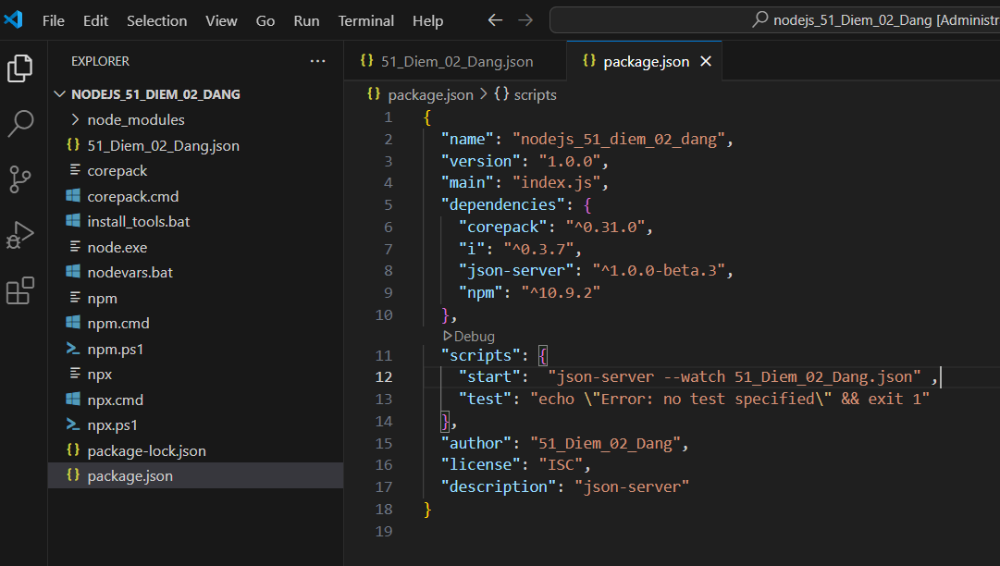 File Edit Selection View Go Run Terminal Help
nodejs_51_Diem_02_Dang [Administr
EXPLORER
NODEJS_51_DIEM_02_DANG
node_modules
{} 51_Diem_02_Dang.json
corepack
corepack.cmd
install_tools.bat
node.exe
nodevars.bat
npm
npm.cmd
npm.ps1
npx
npx.cmd
npx.ps1
{} package-lock.json
{} package.json
{} 51_Diem_02_Dang.json
{} package.json
{} package.json > {} scripts
1 {
2 "name": "nodejs_51_diem_02_dang",
3 "version": "1.0.0",
4 "main": "index.js",
5 "dependencies": {
6 "corepack": "^0.31.0",
7 "i": "^0.3.7",
8 "json-server": "^1.0.0-beta.3",
9 "npm": "^10.9.2"
10 },
Debug
11 "scripts": {
12 "start":  "json-server --watch 51_Diem_02_Dang.json" ,
13 "test": "echo \"Error: no test specified\" && exit 1"
14 },
15 "author": "51_Diem_02_Dang",
16 "license": "ISC",
17 "description": "json-server"
18 }
19